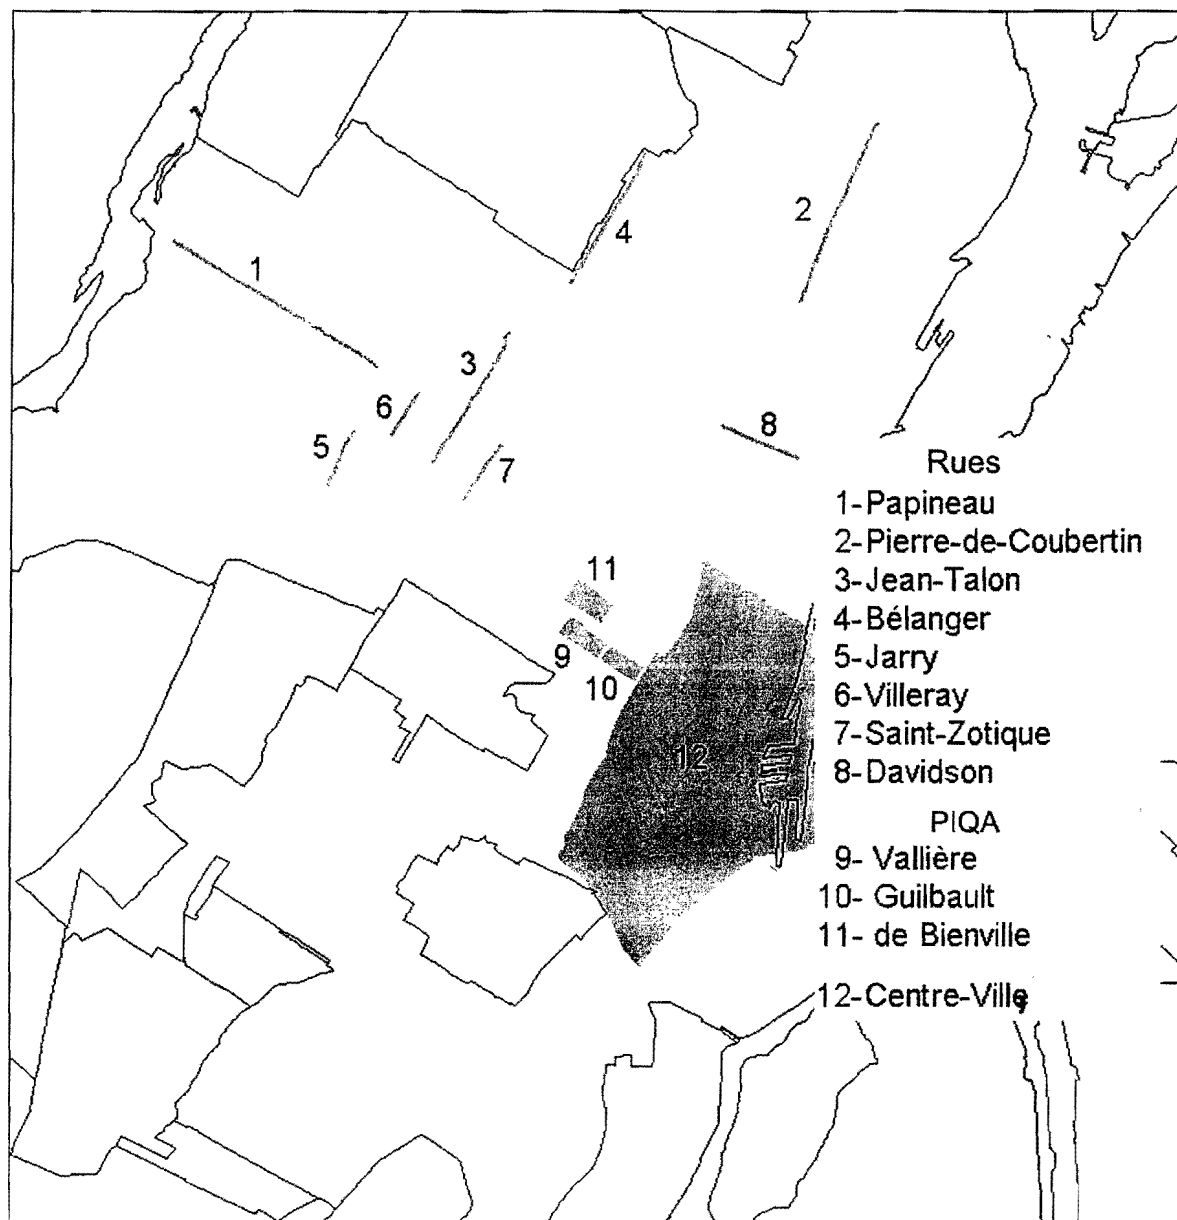 1
2
3
4
5
6
7
8
9
10
11
12
Rues
1-Papineau
2-Pierre-de-Coubertin
3-Jean-Talon
4-Bélanger
5-Jarry
6-Villeray
7-Saint-Zotique
8-Davidson
PIQA
9- Vallière
10- Guilbault
11- de Bienville
12-Centre-Ville